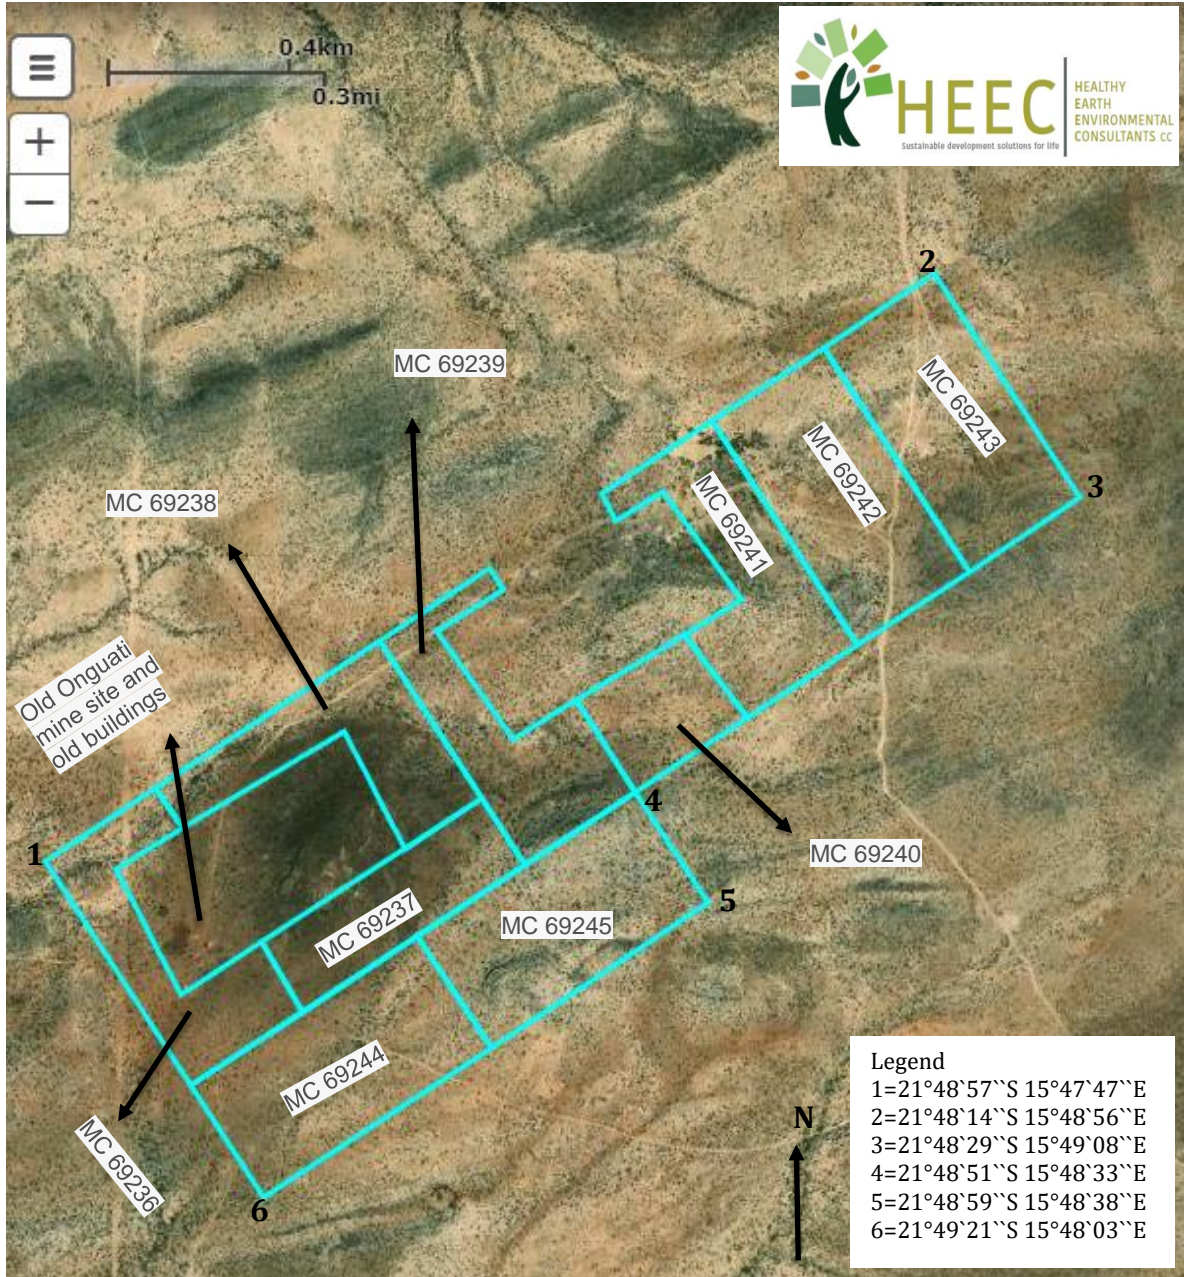 0.4km
0.3mi
HEEC
HEALTHY
EARTH
ENVIRONMENTAL
CONSULTANTS CC
Sustainable development solutions for life
2
MC 69243
MC 69239
MC 69242
3
MC 69241
MC 69238
Old Onguati
mine site and
old buildings
4
1
MC 69240
5
MC 69237
MC 69245
MC 69244
MC 69236
6
N
Legend
1=21°48`57``S 15°47`47``E
2=21°48`14``S 15°48`56``E
3=21°48`29``S 15°49`08``E
4=21°48`51``S 15°48`33``E
5=21°48`59``S 15°48`38``E
6=21°49`21``S 15°48`03``E